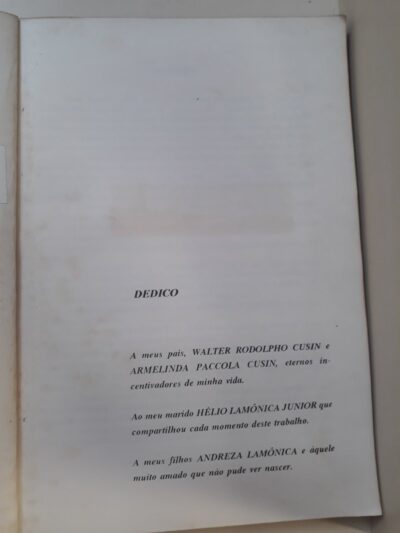 DEDICO
A meus pais, WALTER RODOLPHO CUSIN e
ARMELINDA PACCOLA CUSIN, eternos in-
centivadores de minha vida.
Ao meu marido HÉLIO LAMÔNICA JUNIOR que
compartilhou cada momento deste trabalho.
A meus filhos ANDREZA LAMÔNICA e àquele
muito amado que não pude ver nascer.